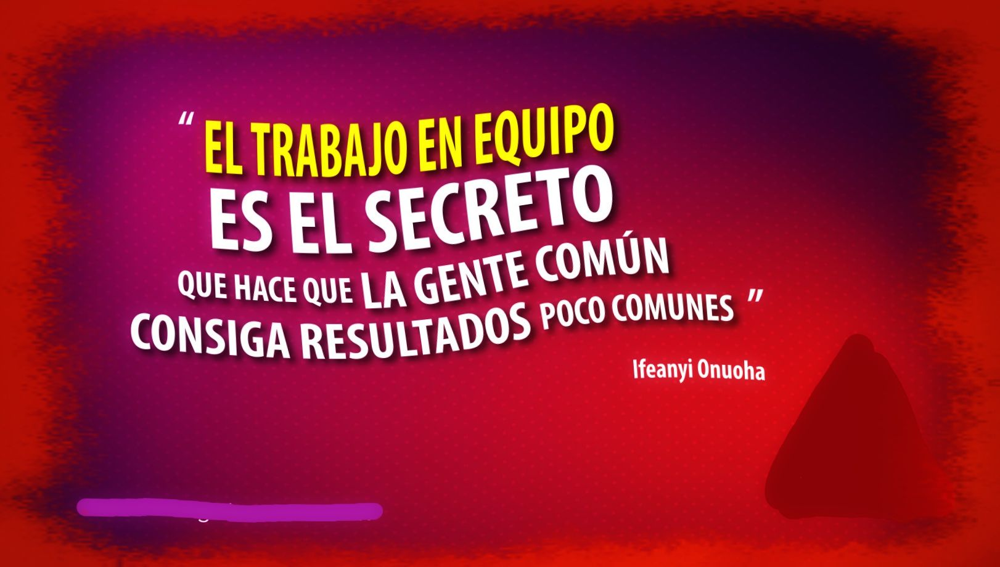 “ EL TRABAJO EN EQUIPO
ES EL SECRETO
QUE HACE QUE LA GENTE COMÚN
CONSIGA RESULTADOS POCO COMUNES ”
Ifeanyi Onuoha